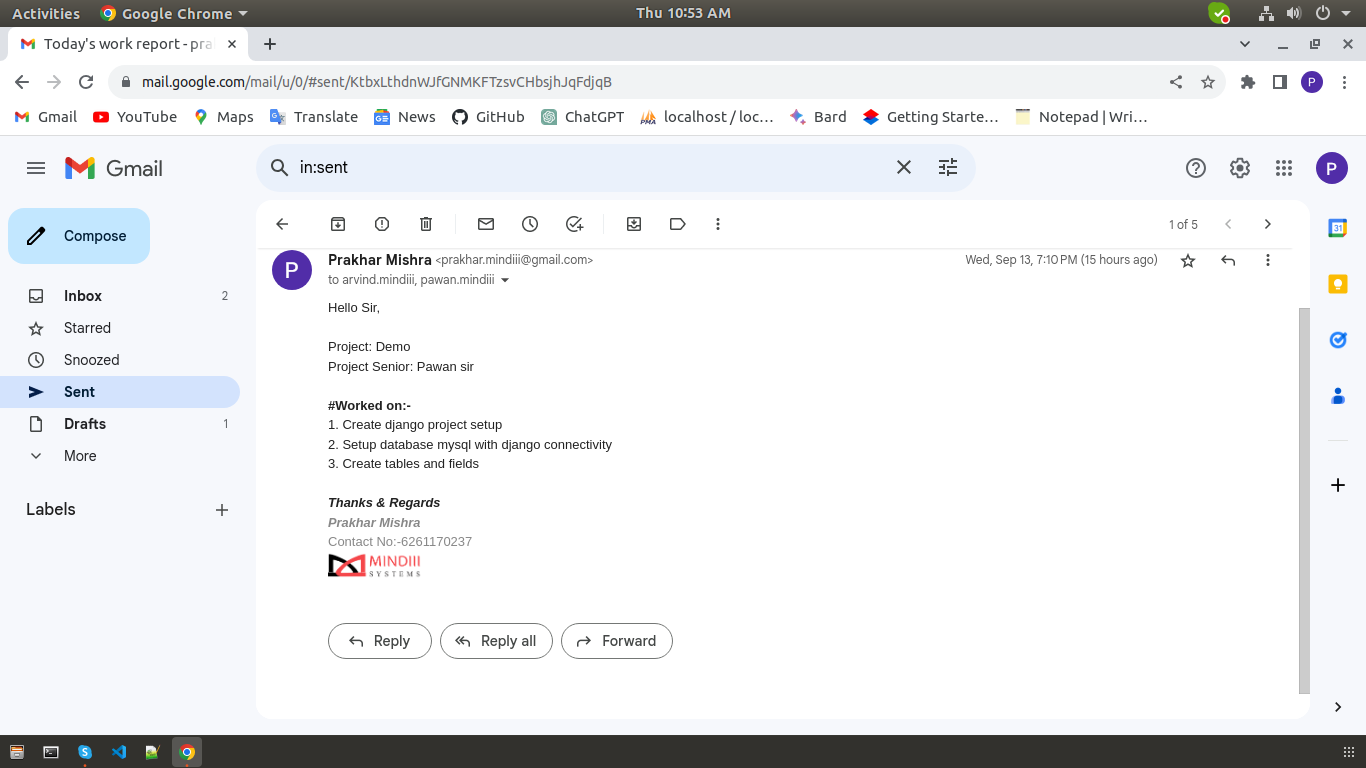 Activities Google Chrome Thu 10:53 AM
Today's work report - pra
mail.google.com/mail/u/0/#sent/KtbxLthdnWJfGNMKFTzsvCHbsjhJqFdjqB P
Gmail YouTube Maps Translate News GitHub ChatGPT localhost / loc… Bard Getting Starte… Notepad | Wri…
Gmail in:sent P
Compose
1 of 5
Inbox 2
Starred
Snoozed
Sent
Drafts 1
More
Labels
P Prakhar Mishra <prakhar.mindiii@gmail.com> Wed, Sep 13, 7:10 PM (15 hours ago)
to arvind.mindiii, pawan.mindiii
Hello Sir,
Project: Demo
Project Senior: Pawan sir
#Worked on:-
1. Create django project setup
2. Setup database mysql with django connectivity
3. Create tables and fields
Thanks & Regards
Prakhar Mishra
Contact No:-6261170237
MINDIII
SYSTEMS
Reply Reply all Forward
31